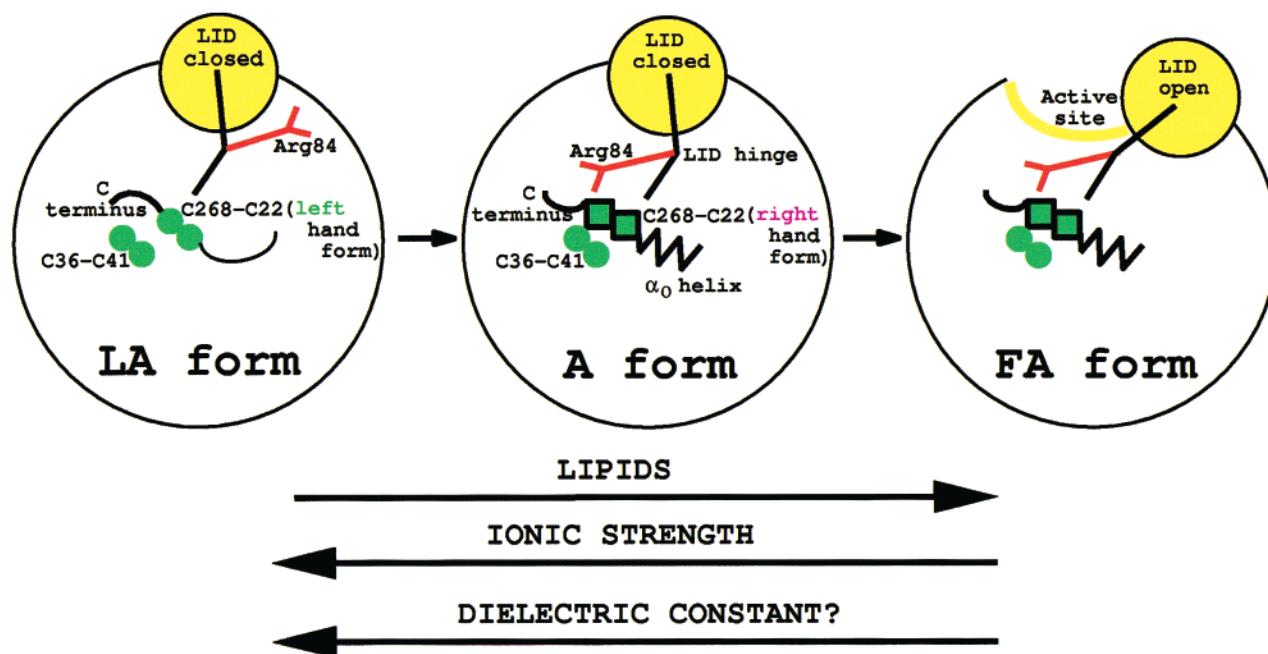 LID
closed
Arg84
C
terminus
C268-C22(left
hand
form)
C36-C41
LA form
LID
closed
Arg84
LID hinge
C
terminus
C268-C22(right
hand
form)
C36-C41
α0 helix
A form
LID
open
Active
site
FA form
LIPIDS
IONIC STRENGTH
DIELECTRIC CONSTANT?